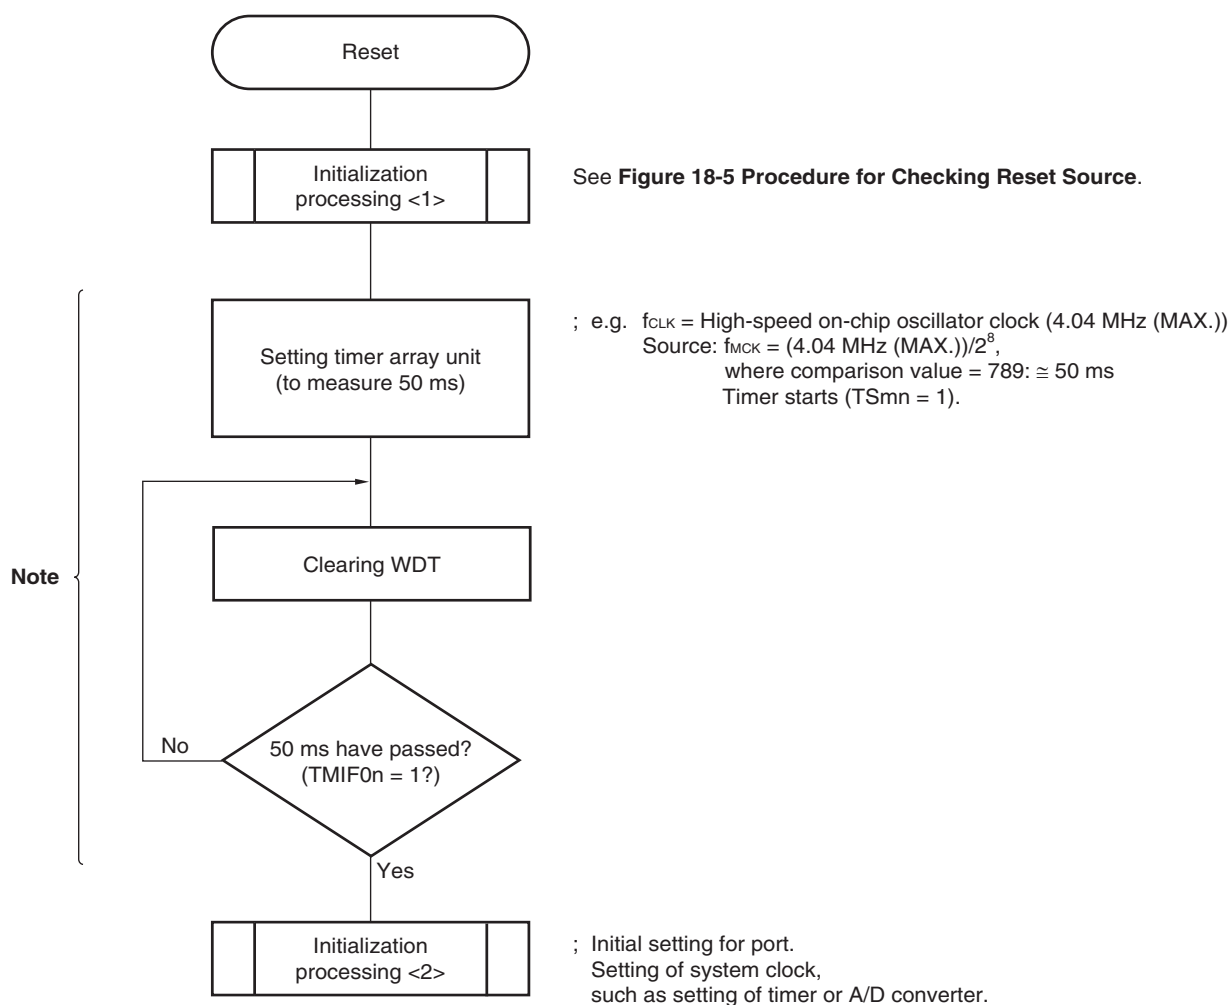 Reset
Initialization
processing <1>
See Figure 18-5 Procedure for Checking Reset Source.
Setting timer array unit
(to measure 50 ms)
; e.g. fCLK = High-speed on-chip oscillator clock (4.04 MHz (MAX.))
Source: fMCK = (4.04 MHz (MAX.))/2⁸,
where comparison value = 789: ≅ 50 ms
Timer starts (TSmn = 1).
Note
Clearing WDT
No
50 ms have passed?
(TMIF0n = 1?)
Yes
Initialization
processing <2>
; Initial setting for port.
Setting of system clock,
such as setting of timer or A/D converter.